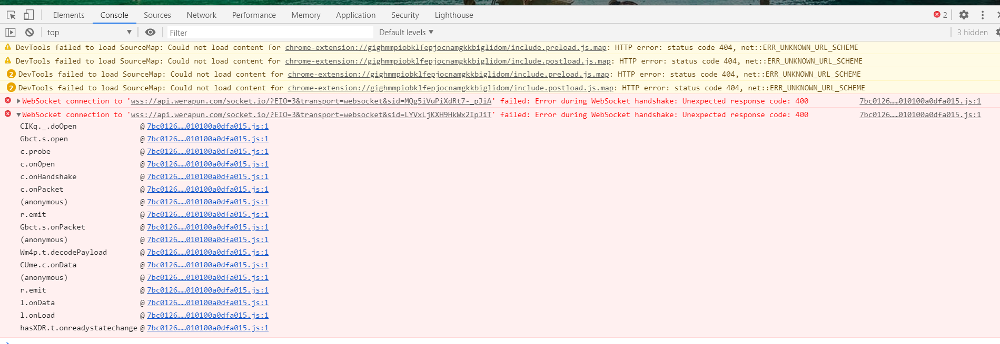 Elements Console Sources Network Performance Memory Application Security Lighthouse 2
top Filter Default levels 3 hidden
DevTools failed to load SourceMap: Could not load content for chrome-extension://gighmmpiobklfepjocnamgkkbiglidom/include.preload.js.map: HTTP error: status code 404, net::ERR_UNKNOWN_URL_SCHEME
DevTools failed to load SourceMap: Could not load content for chrome-extension://gighmmpiobklfepjocnamgkkbiglidom/include.postload.js.map: HTTP error: status code 404, net::ERR_UNKNOWN_URL_SCHEME
2 DevTools failed to load SourceMap: Could not load content for chrome-extension://gighmmpiobklfepjocnamgkkbiglidom/include.preload.js.map: HTTP error: status code 404, net::ERR_UNKNOWN_URL_SCHEME
2 DevTools failed to load SourceMap: Could not load content for chrome-extension://gighmmpiobklfepjocnamgkkbiglidom/include.postload.js.map: HTTP error: status code 404, net::ERR_UNKNOWN_URL_SCHEME
WebSocket connection to 'wss://api.werapun.com/socket.io/?EIO=3&transport=websocket&sid=MQg5iVuPiXdRt7-_pJiA' failed: Error during WebSocket handshake: Unexpected response code: 400 7bc0126……010100a0dfa015.js:1
WebSocket connection to 'wss://api.werapun.com/socket.io/?EIO=3&transport=websocket&sid=LYVxLjKXH9HkWx2IpJiT' failed: Error during WebSocket handshake: Unexpected response code: 400 7bc0126……010100a0dfa015.js:1
CIKq._.doOpen @ 7bc0126……010100a0dfa015.js:1
Gbct.s.open @ 7bc0126……010100a0dfa015.js:1
c.probe @ 7bc0126……010100a0dfa015.js:1
c.onOpen @ 7bc0126……010100a0dfa015.js:1
c.onHandshake @ 7bc0126……010100a0dfa015.js:1
c.onPacket @ 7bc0126……010100a0dfa015.js:1
(anonymous) @ 7bc0126……010100a0dfa015.js:1
r.emit @ 7bc0126……010100a0dfa015.js:1
Gbct.s.onPacket @ 7bc0126……010100a0dfa015.js:1
(anonymous) @ 7bc0126……010100a0dfa015.js:1
Wm4p.t.decodePayload @ 7bc0126……010100a0dfa015.js:1
CUme.c.onData @ 7bc0126……010100a0dfa015.js:1
(anonymous) @ 7bc0126……010100a0dfa015.js:1
r.emit @ 7bc0126……010100a0dfa015.js:1
l.onData @ 7bc0126……010100a0dfa015.js:1
l.onLoad @ 7bc0126……010100a0dfa015.js:1
hasXDR.t.onreadystatechange @ 7bc0126……010100a0dfa015.js:1